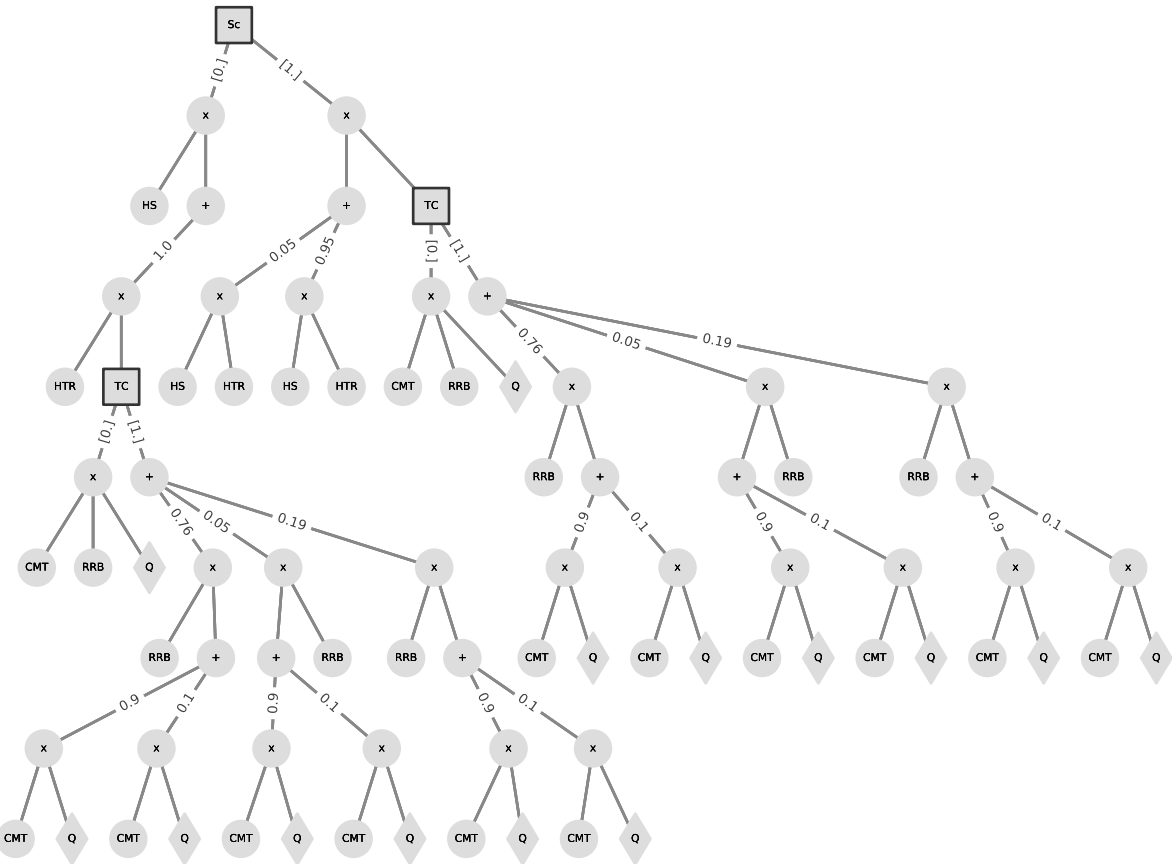 Sc
[0.] [1.]
x x
HS + + TC
1.0 0.05 0.95 [0.] [1.]
x x x x +
0.76 0.05 0.19
HTR TC HS HTR HS HTR CMT RRB Q x x x
[0.] [1.]
x + RRB + + RRB RRB +
0.76 0.05 0.19 0.9 0.1 0.9 0.1 0.9 0.1
CMT RRB Q x x x x x x x x x
RRB + + RRB RRB + CMT Q CMT Q CMT Q CMT Q CMT Q CMT Q
0.9 0.1 0.9 0.1 0.9 0.1
x x x x x x
CMT Q CMT Q CMT Q CMT Q CMT Q CMT Q